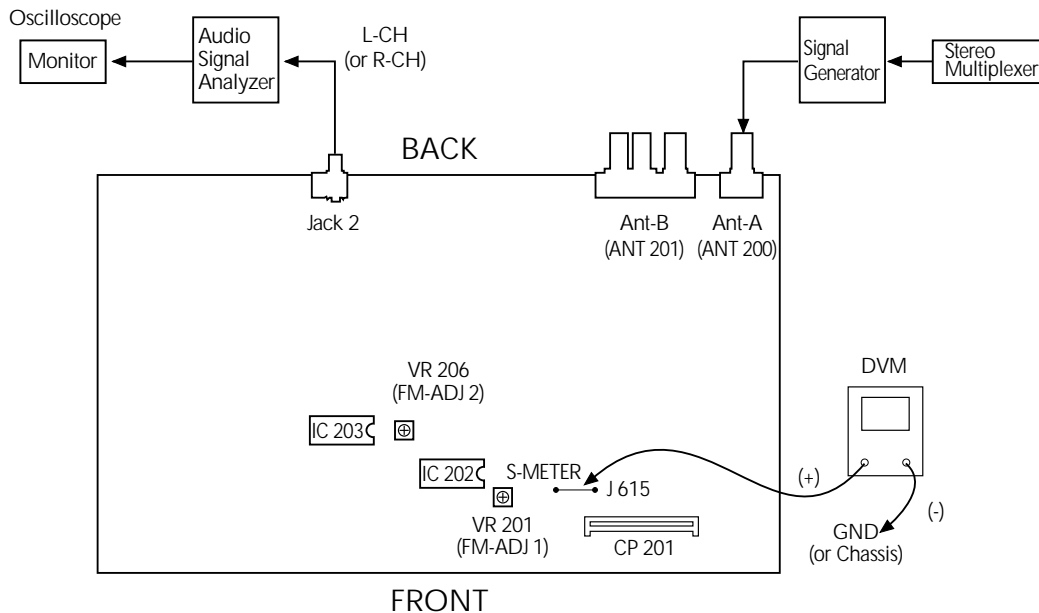 Oscilloscope
Monitor
Audio
Signal
Analyzer
L-CH
(or R-CH)
Signal
Generator
Stereo
Multiplexer
BACK
Jack 2
Ant-B
(ANT 201)
Ant-A
(ANT 200)
VR 206
(FM-ADJ 2)
IC 203
IC 202
S-METER
J 615
VR 201
(FM-ADJ 1)
CP 201
DVM
(+)
(-)
GND
(or Chassis)
FRONT